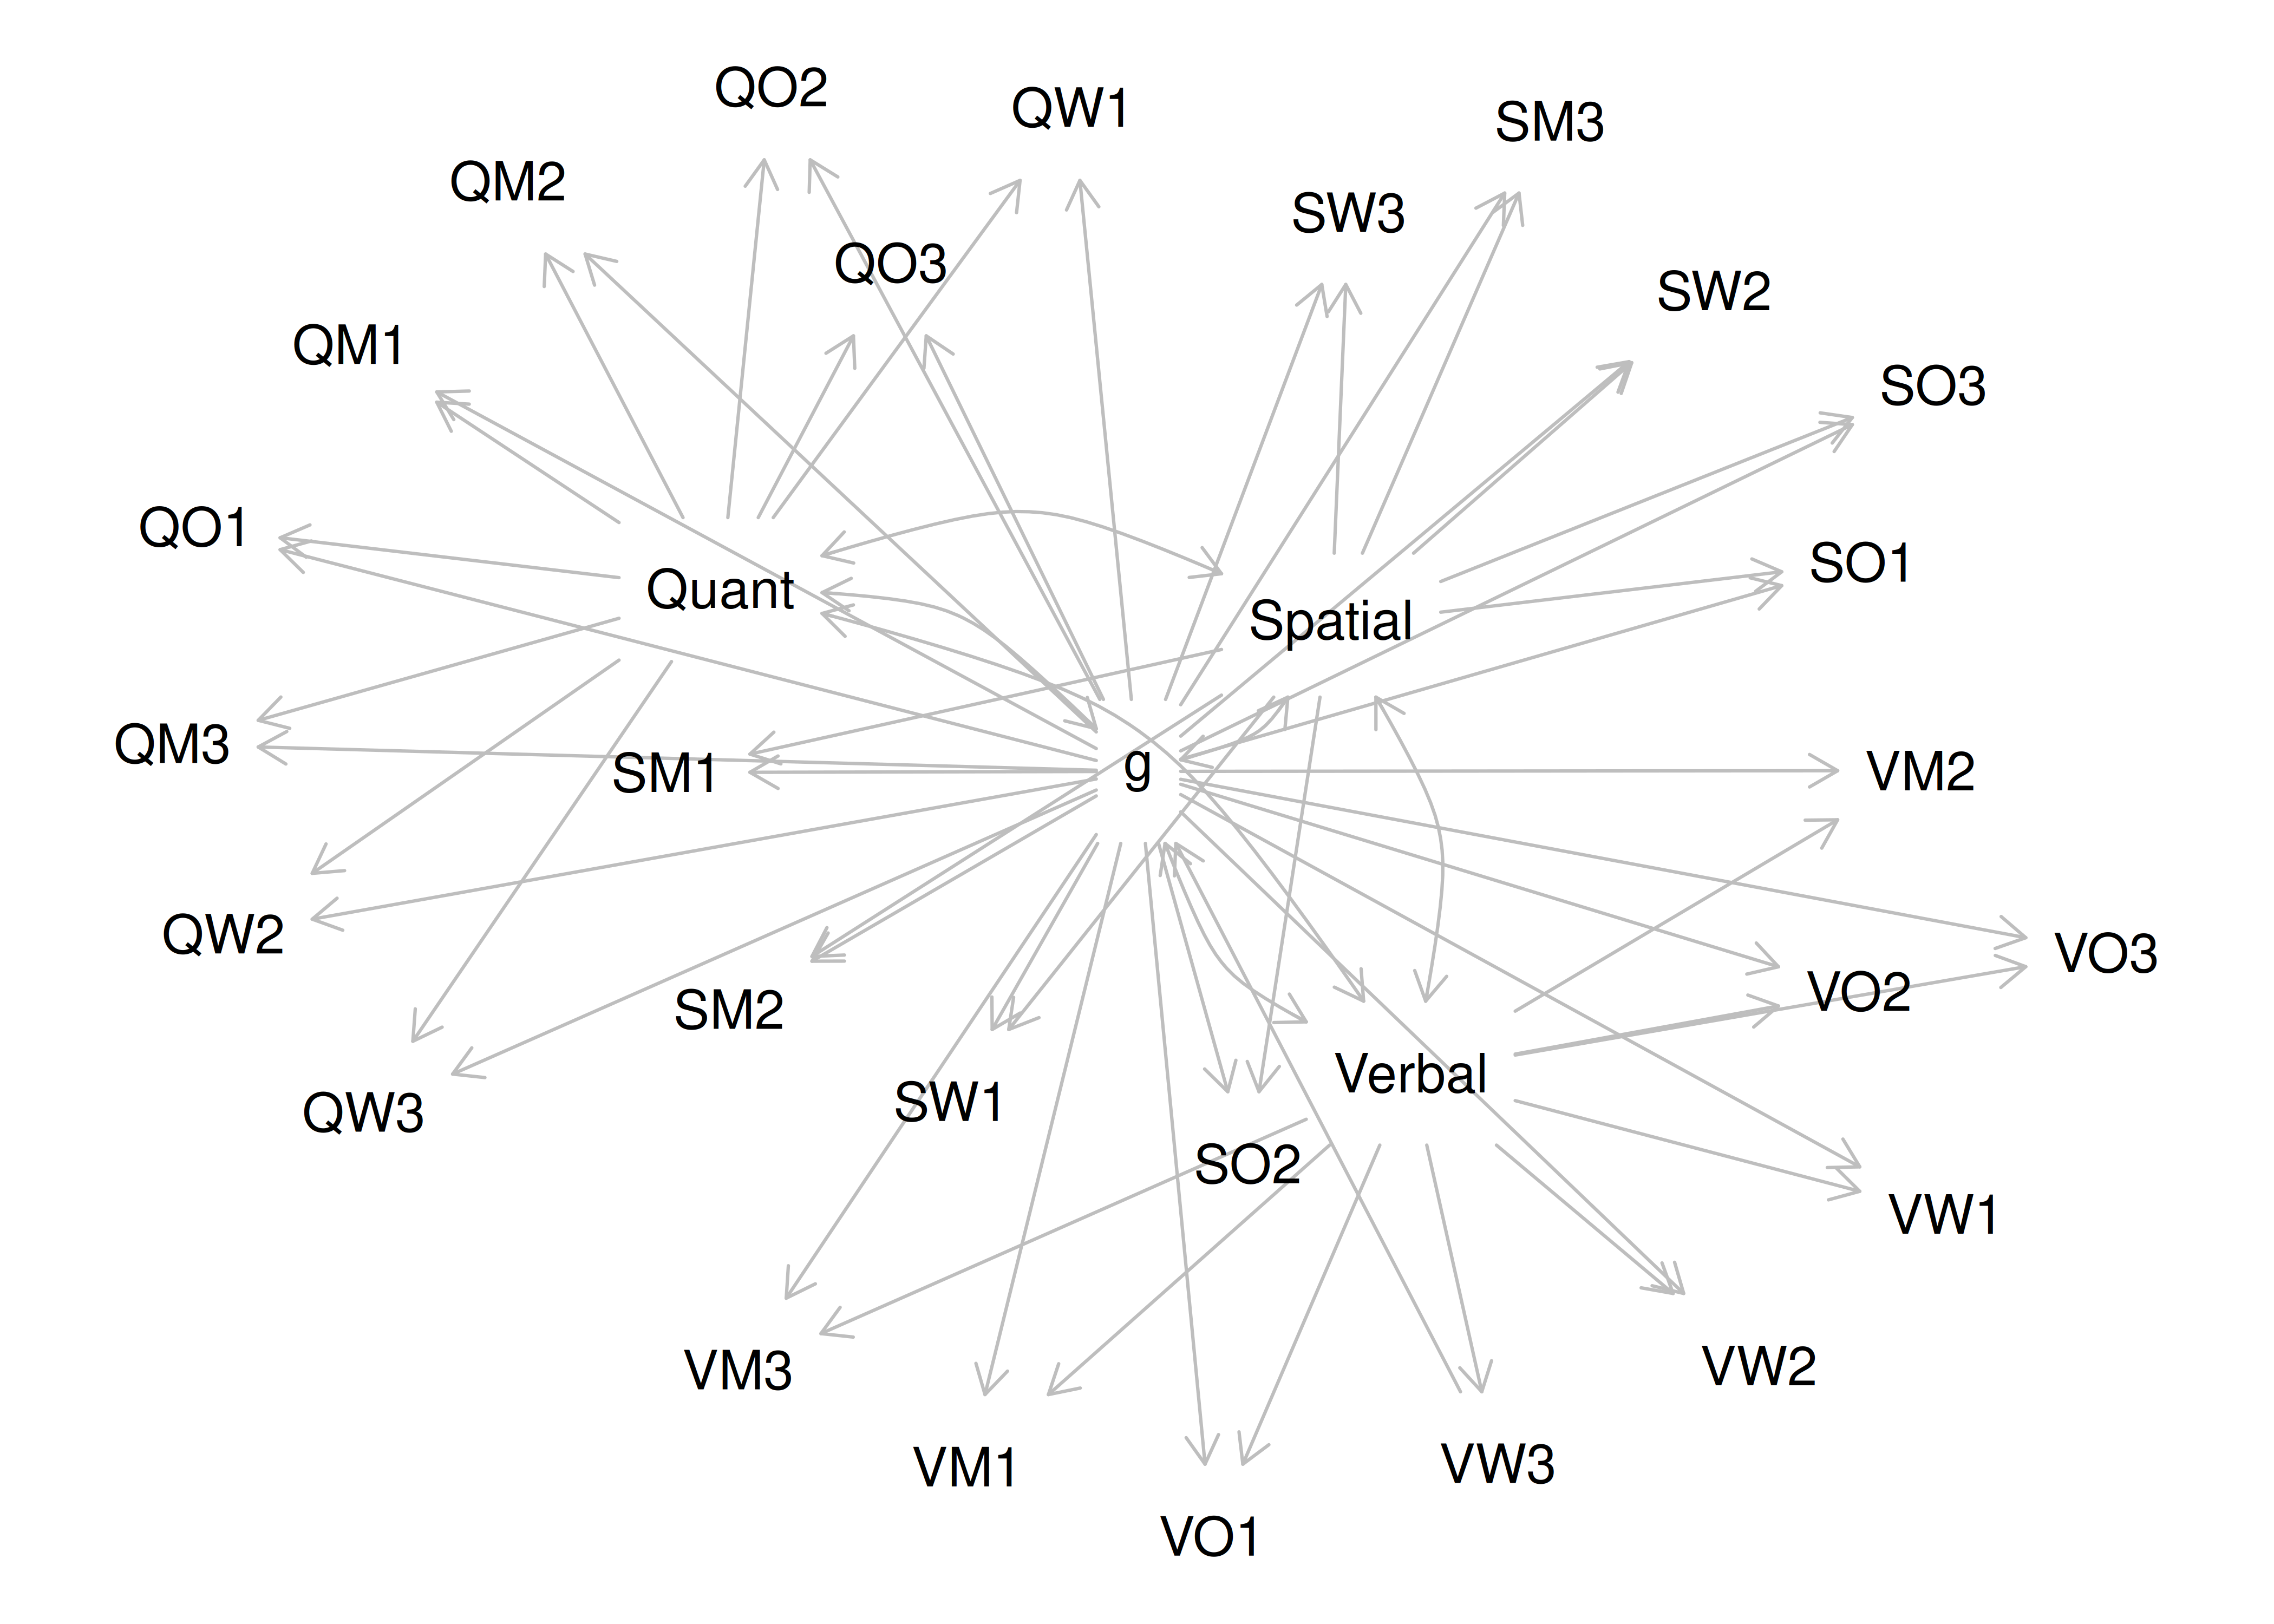 QO2
QW1
SM3
QM2
SW3
QO3
SW2
QM1
SO3
QO1
SO1
Quant
Spatial
QM3
SM1
g
VM2
QW2
VO3
VO2
SM2
Verbal
SW1
QW3
SO2
VW1
VM3
VW2
VM1
VW3
VO1